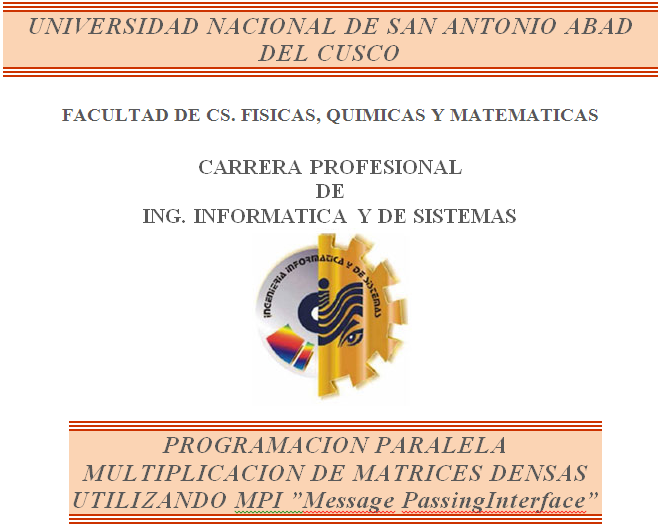 UNIVERSIDAD NACIONAL DE SAN ANTONIO ABAD
DEL CUSCO
FACULTAD DE CS. FISICAS, QUIMICAS Y MATEMATICAS
CARRERA PROFESIONAL
DE
ING. INFORMATICA Y DE SISTEMAS
INGENIERIA INFORMATICA Y DE SISTEMAS
PROGRAMACION PARALELA
MULTIPLICACION DE MATRICES DENSAS
UTILIZANDO MPI ”Message PassingInterface”